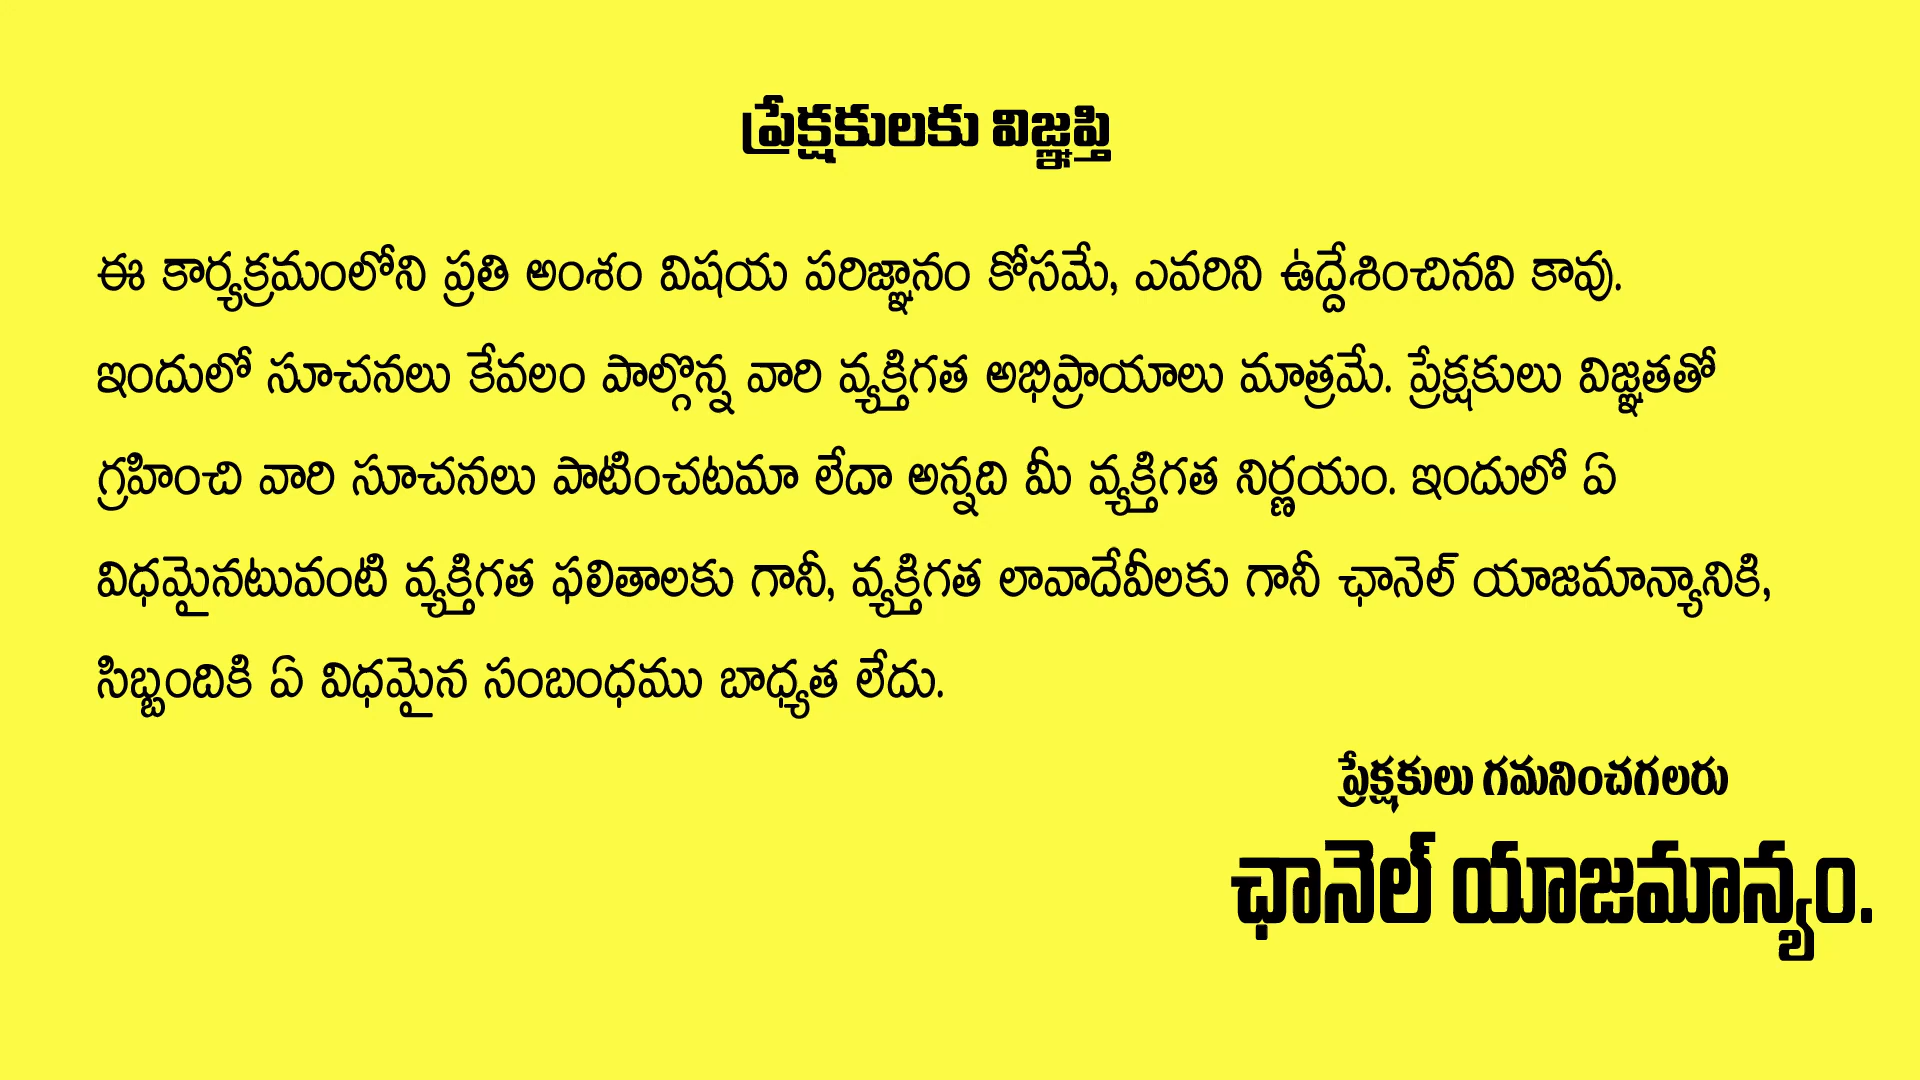 ప్రేక్షకులకు విజ్ఞప్తి
ఈ కార్యక్రమంలోని ప్రతి అంశం విషయ పరిజ్ఞానం కోసమే, ఎవరిని ఉద్దేశించినవి కావు.
ఇందులో సూచనలు కేవలం పాల్గొన్న వారి వ్యక్తిగత అభిప్రాయాలు మాత్రమే. ప్రేక్షకులు విజ్ఞతతో
గ్రహించి వారి సూచనలు పాటించటమా లేదా అన్నది మీ వ్యక్తిగత నిర్ణయం. ఇందులో ఏ
విధమైనటువంటి వ్యక్తిగత ఫలితాలకు గానీ, వ్యక్తిగత లావాదేవీలకు గానీ ఛానెల్ యాజమాన్యానికి,
సిబ్బందికి ఏ విధమైన సంబంధము బాధ్యత లేదు.
ప్రేక్షకులు గమనించగలరు
ఛానెల్ యాజమాన్యం.